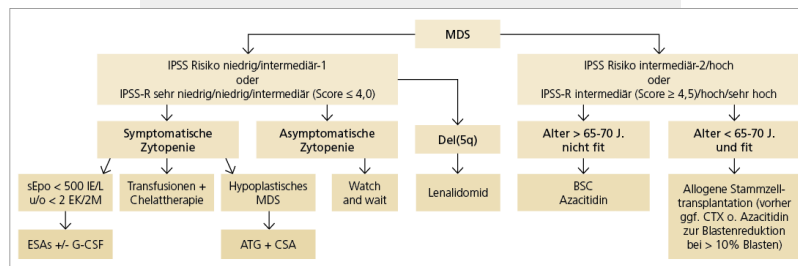 MDS
IPSS Risiko niedrig/intermediär-1
oder
IPSS-R sehr niedrig/niedrig/intermediär (Score ≤ 4,0)
IPSS Risiko intermediär-2/hoch
oder
IPSS-R intermediär (Score ≥ 4,5)/hoch/sehr hoch
Symptomatische
Zytopenie
Asymptomatische
Zytopenie
Del(5q)
Alter > 65-70 J.
nicht fit
Alter < 65-70 J.
und fit
sEpo < 500 IE/L
u/o < 2 EK/2M
Transfusionen +
Chelattherapie
Hypoplastisches
MDS
Watch
and wait
Lenalidomid
BSC
Azacitidin
Allogene Stammzell-
transplantation (vorher
ggf. CTX o. Azacitidin
zur Blastenreduktion
bei > 10% Blasten)
ESAs +/- G-CSF
ATG + CSA